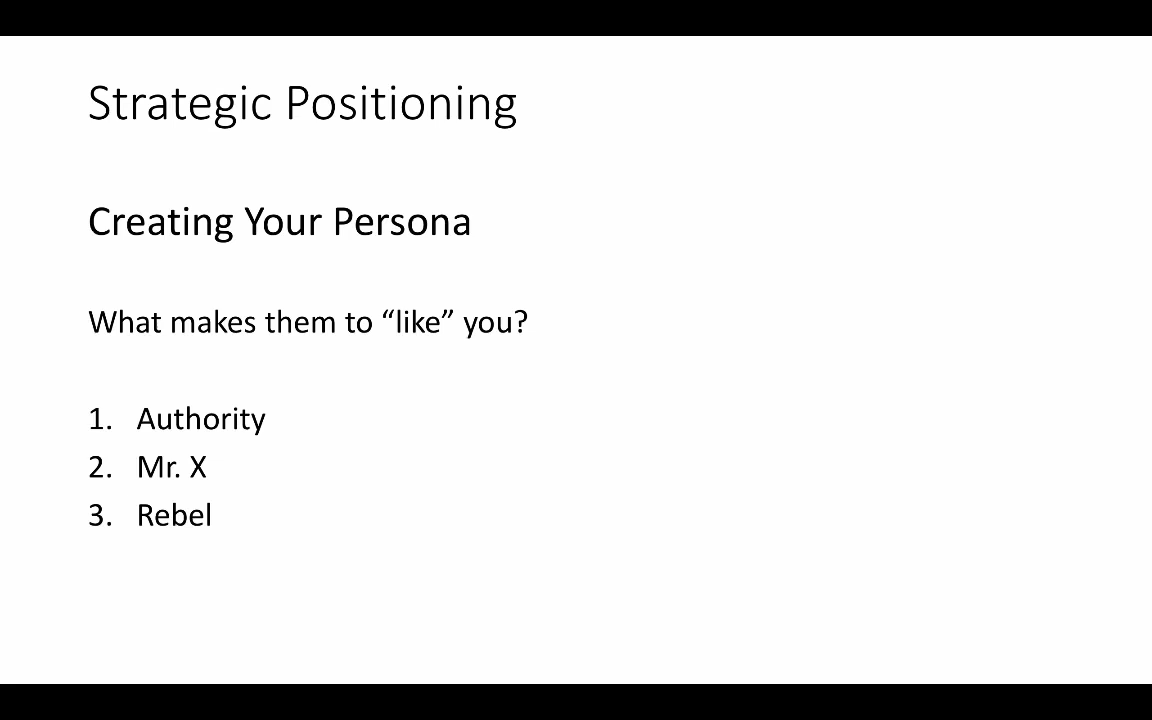 Strategic Positioning
Creating Your Persona
What makes them to “like” you?
1. Authority
2. Mr. X
3. Rebel